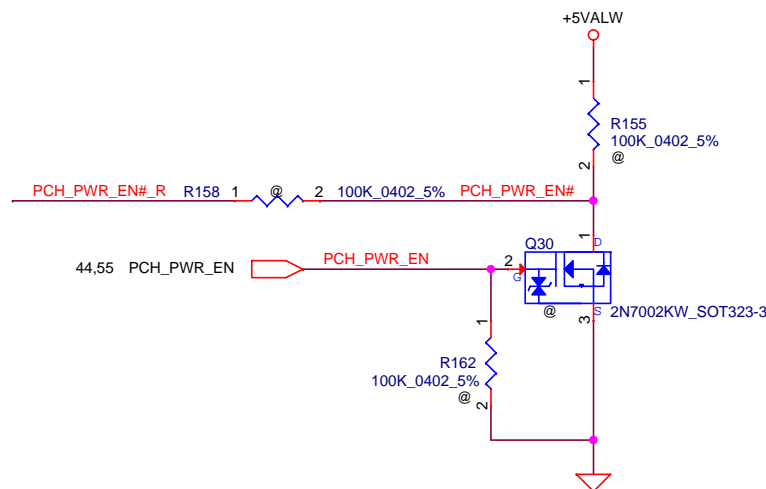 +5VALW
1
R155
100K_0402_5%
@
2
PCH_PWR_EN#_R R158 1 @ 2 100K_0402_5% PCH_PWR_EN#
1
Q30 D
44,55 PCH_PWR_EN PCH_PWR_EN 2
G
@ 3 S 2N7002KW_SOT323-3
1
R162
100K_0402_5%
@
2